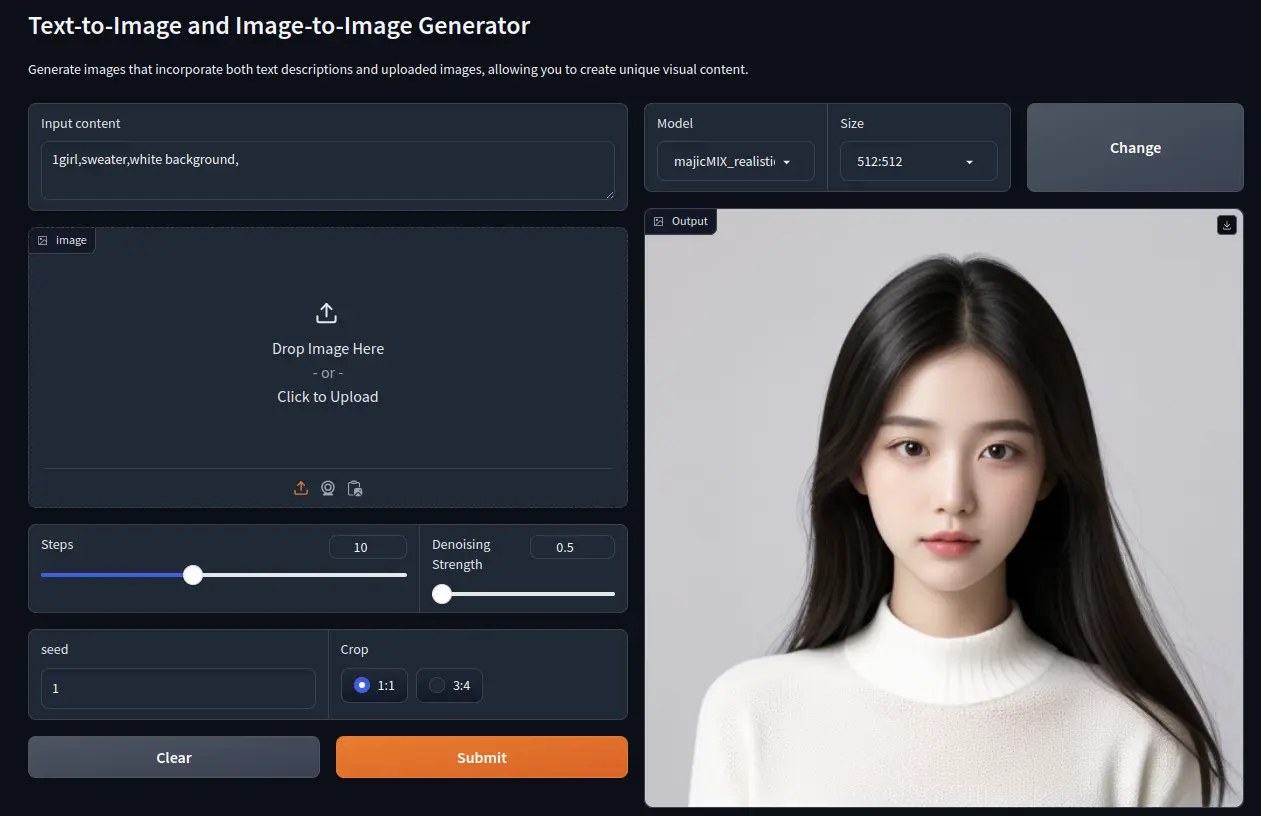 Text-to-Image and Image-to-Image Generator
Generate images that incorporate both text descriptions and uploaded images, allowing you to create unique visual content.
Input content
1girl,sweater,white background,
Model
majicMIX_realisti
Size
512:512
Change
image
Drop Image Here
- or -
Click to Upload
Output
Steps
10
Denoising
Strength
0.5
seed
1
Crop
1:1
3:4
Clear
Submit